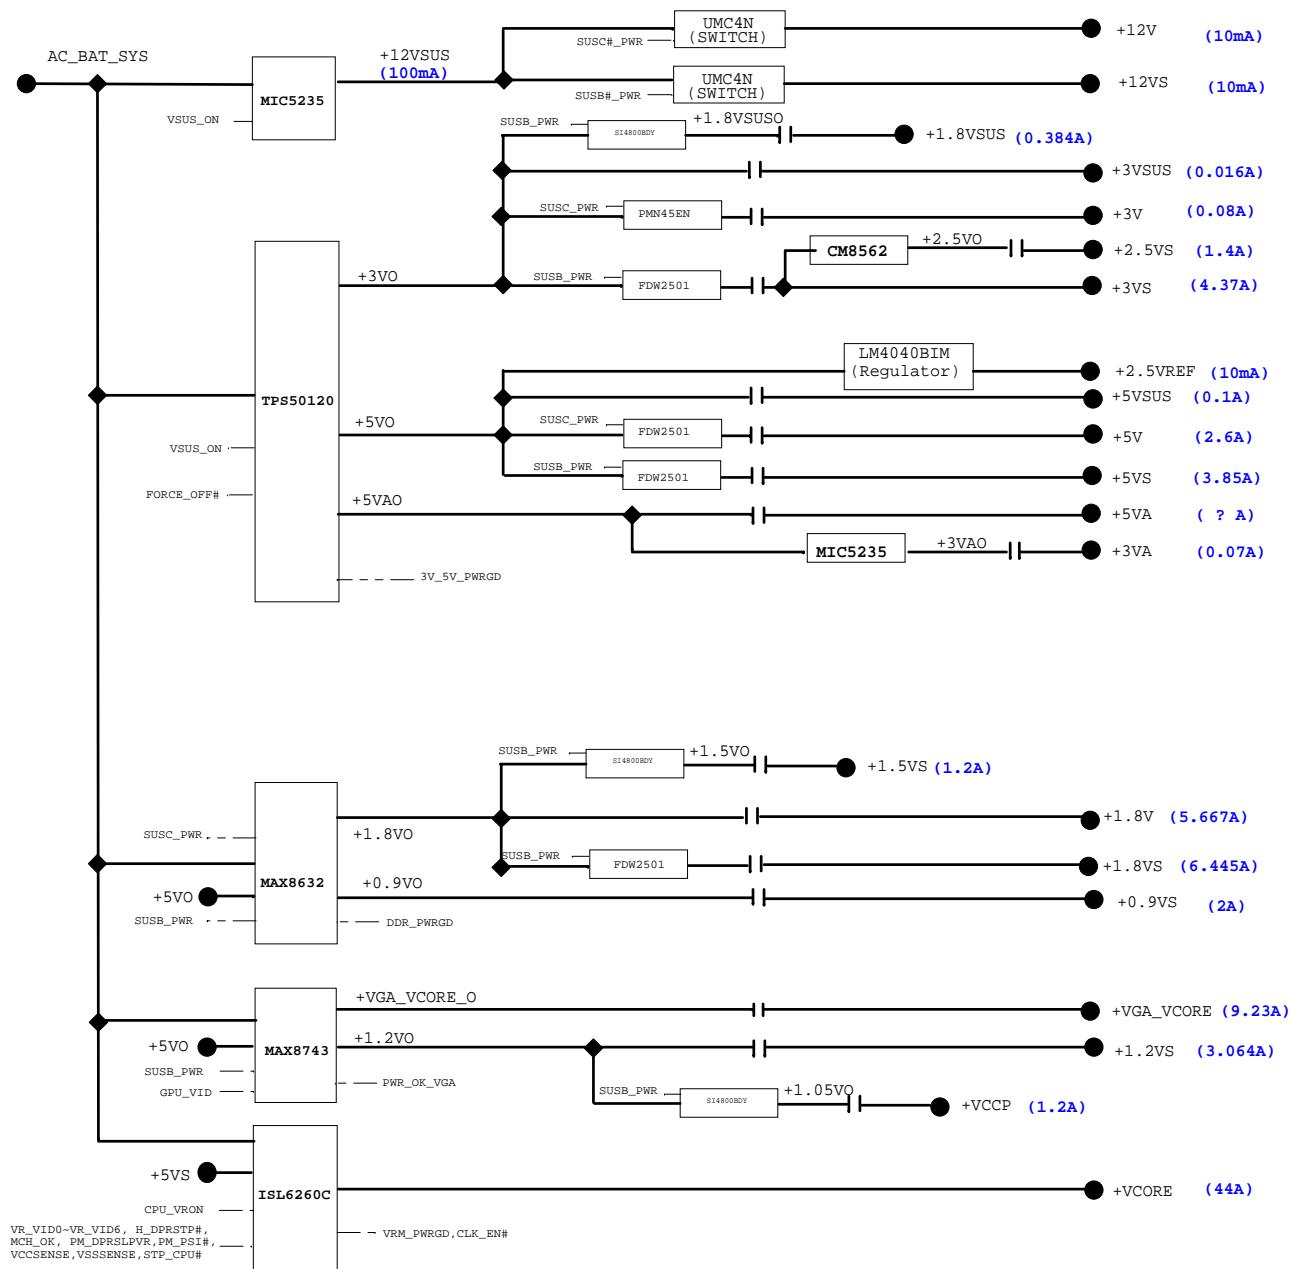 AC_BAT_SYS
MIC5235
VSUS_ON
+12VSUS
(100mA)
SUSC#_PWR
UMC4N
(SWITCH)
+12V (10mA)
SUSB#_PWR
UMC4N
(SWITCH)
+12VS (10mA)
SUSB_PWR
SI4800BDY
+1.8VSUSO
+1.8VSUS (0.384A)
+3VSUS (0.016A)
SUSC_PWR
PMN45EN
+3V (0.08A)
CM8562
+2.5VO
+2.5VS (1.4A)
+3VO
SUSB_PWR
FDW2501
+3VS (4.37A)
TPS50120
VSUS_ON
FORCE_OFF#
3V_5V_PWRGD
LM4040BIM
(Regulator)
+2.5VREF (10mA)
+5VSUS (0.1A)
+5VO
SUSC_PWR
FDW2501
+5V (2.6A)
SUSB_PWR
FDW2501
+5VS (3.85A)
+5VAO
+5VA ( ? A)
MIC5235
+3VAO
+3VA (0.07A)
SUSB_PWR
SI4800BDY
+1.5VO
+1.5VS (1.2A)
SUSC_PWR
MAX8632
+5VO
SUSB_PWR
DDR_PWRGD
+1.8VO
+1.8V (5.667A)
SUSB_PWR
FDW2501
+1.8VS (6.445A)
+0.9VO
+0.9VS (2A)
+VGA_VCORE_O
+VGA_VCORE (9.23A)
+5VO
MAX8743
SUSB_PWR
GPU_VID
PWR_OK_VGA
+1.2VO
+1.2VS (3.064A)
SUSB_PWR
SI4800BDY
+1.05VO
+VCCP (1.2A)
+5VS
ISL6260C
CPU_VRON
VR_VID0~VR_VID6, H_DPRSTP#,
MCH_OK, PM_DPRSLPVR,PM_PSI#,
VCCSENSE,VSSSENSE,STP_CPU#
VRM_PWRGD,CLK_EN#
+VCORE (44A)